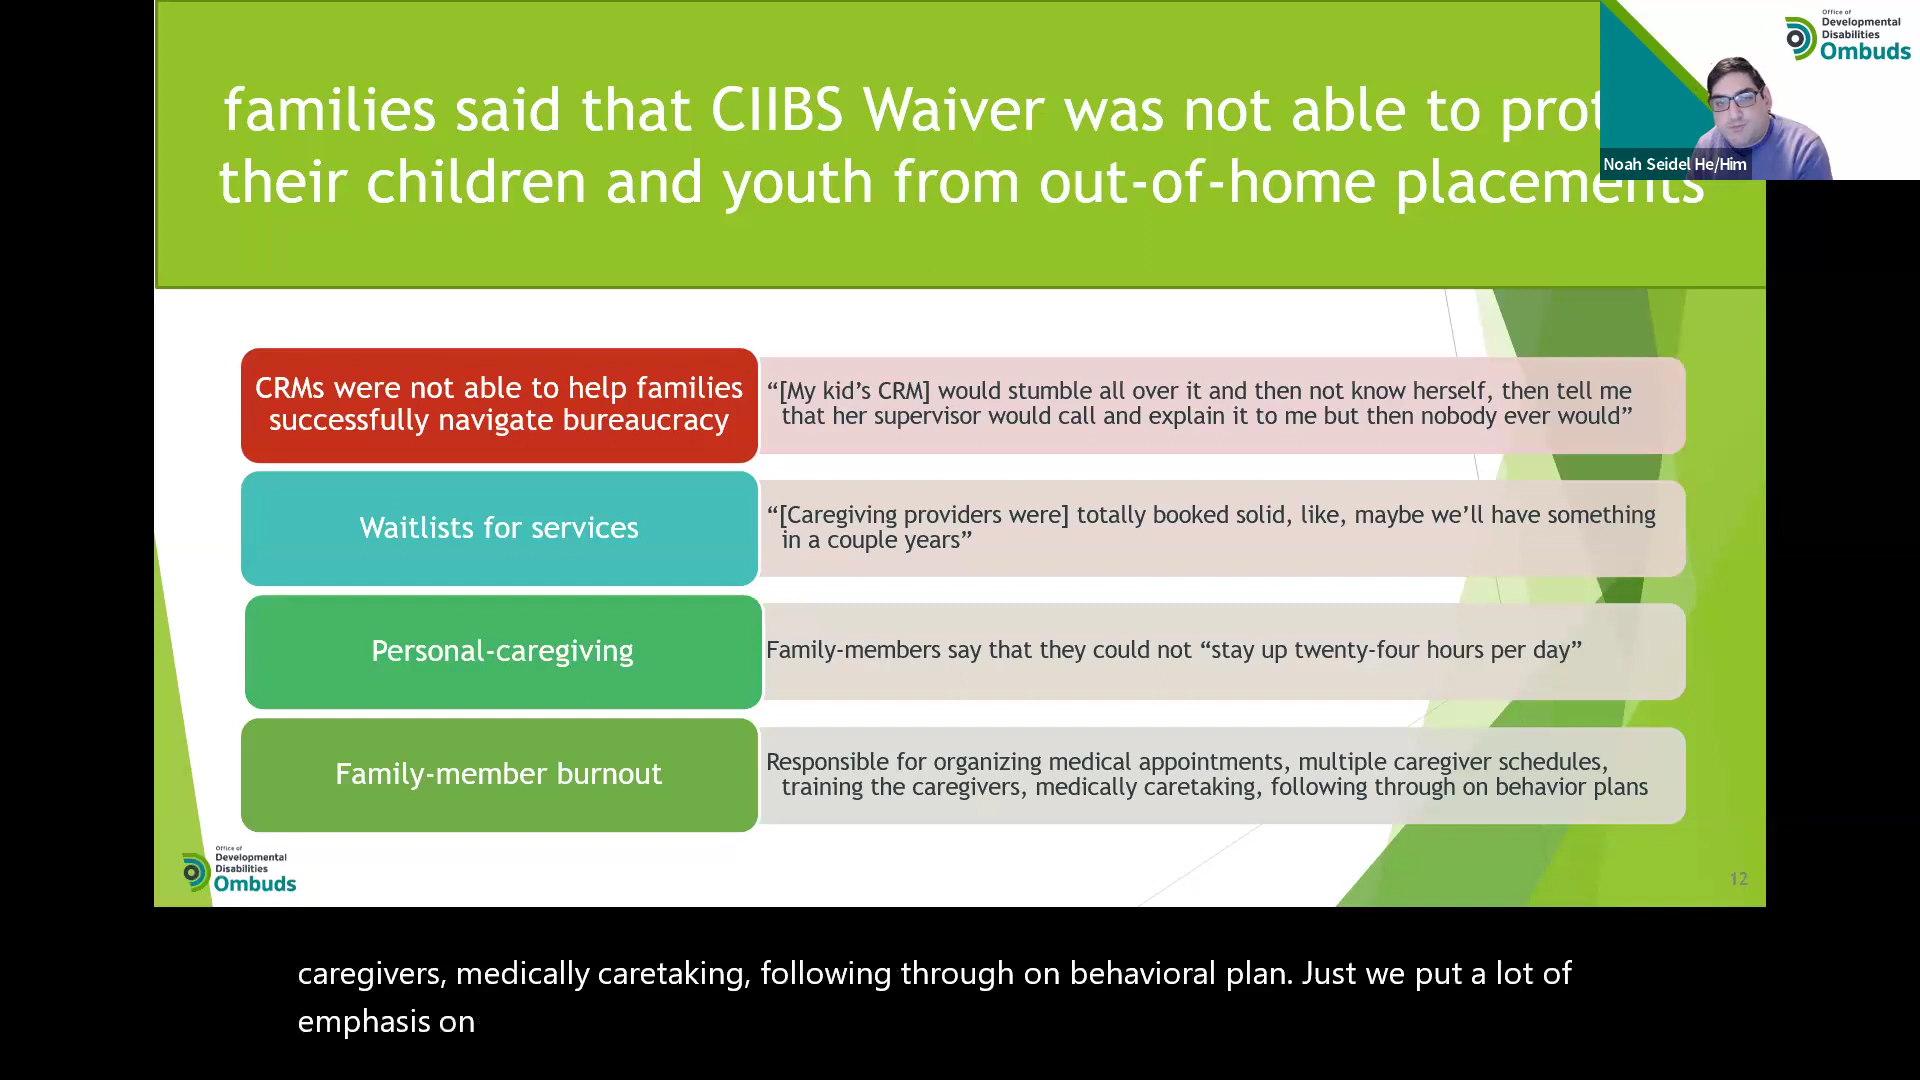 families said that CIIBS Waiver was not able to prot
their children and youth from out-of-home placements
Office of
Developmental
Disabilities
Ombuds
Noah Seidel He/Him
CRMs were not able to help families
successfully navigate bureaucracy
“[My kid’s CRM] would stumble all over it and then not know herself, then tell me
that her supervisor would call and explain it to me but then nobody ever would”
Waitlists for services
“[Caregiving providers were] totally booked solid, like, maybe we’ll have something
in a couple years”
Personal-caregiving
Family-members say that they could not “stay up twenty-four hours per day”
Family-member burnout
Responsible for organizing medical appointments, multiple caregiver schedules,
training the caregivers, medically caretaking, following through on behavior plans
Office of
Developmental
Disabilities
Ombuds
12
caregivers, medically caretaking, following through on behavioral plan. Just we put a lot of
emphasis on